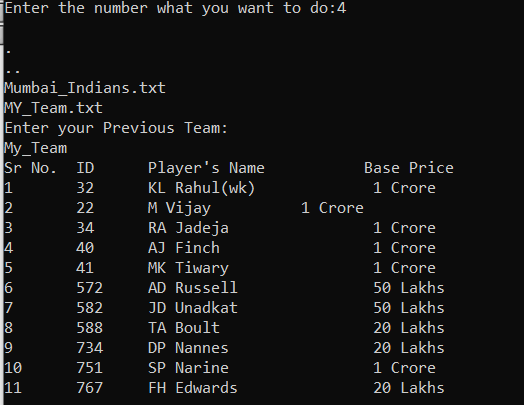 Enter the number what you want to do:4
.
..
Mumbai_Indians.txt
MY_Team.txt
Enter your Previous Team:
My_Team
Sr No. ID Player's Name Base Price
1 32 KL Rahul(wk) 1 Crore
2 22 M Vijay 1 Crore
3 34 RA Jadeja 1 Crore
4 40 AJ Finch 1 Crore
5 41 MK Tiwary 1 Crore
6 572 AD Russell 50 Lakhs
7 582 JD Unadkat 50 Lakhs
8 588 TA Boult 20 Lakhs
9 734 DP Nannes 20 Lakhs
10 751 SP Narine 1 Crore
11 767 FH Edwards 20 Lakhs